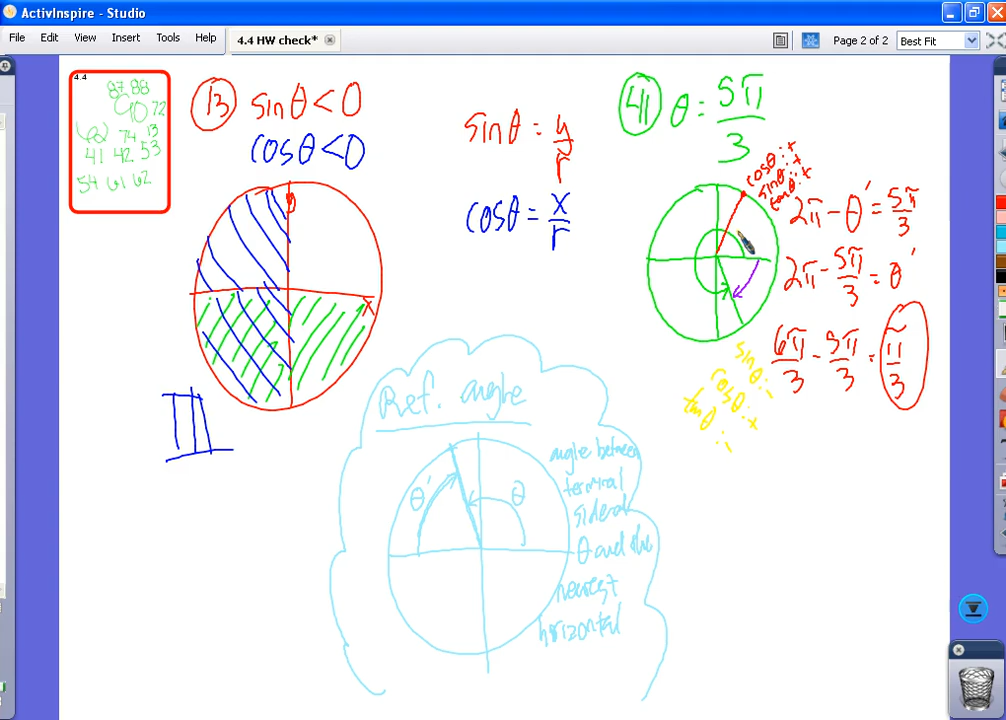 ActivInspire - Studio
File Edit View Insert Tools Help
4.4 HW check*
Page 2 of 2
Best Fit
4.4
87 88
90 72
74 13
41 42 53
54 61 62
13 sinθ < 0
cosθ < 0
III
x
sinθ = y/r
cosθ = x/r
41 θ = 5π/3
cosθ : +
sinθ : +
tanθ : +
2π - θ' = 5π/3
2π - 5π/3 = θ'
6π/3 - 5π/3 = π/3
sinθ : -
cosθ : +
tanθ : -
Ref. angle
θ' θ
angle between
terminal
side of
θ and the
nearest
horizontal